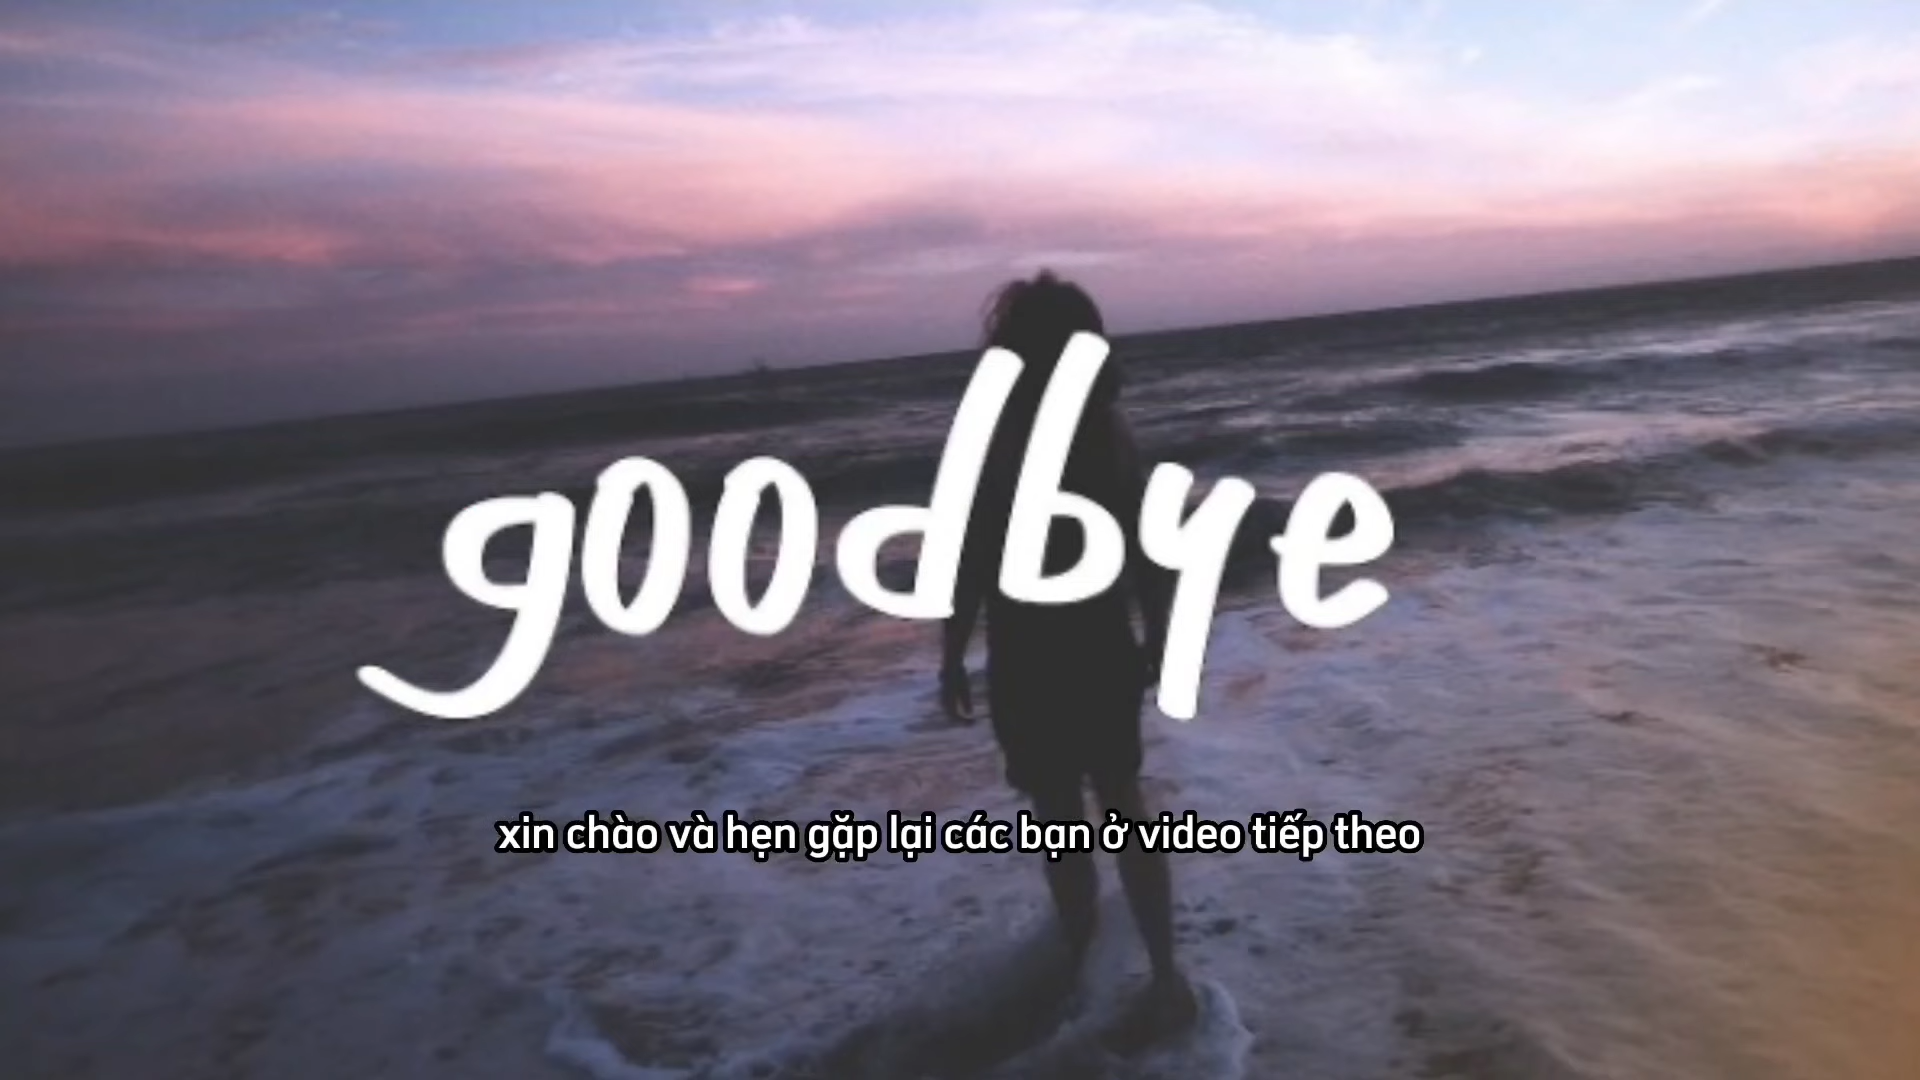 goodbye
xin chào và hẹn gặp lại các bạn ở video tiếp theo